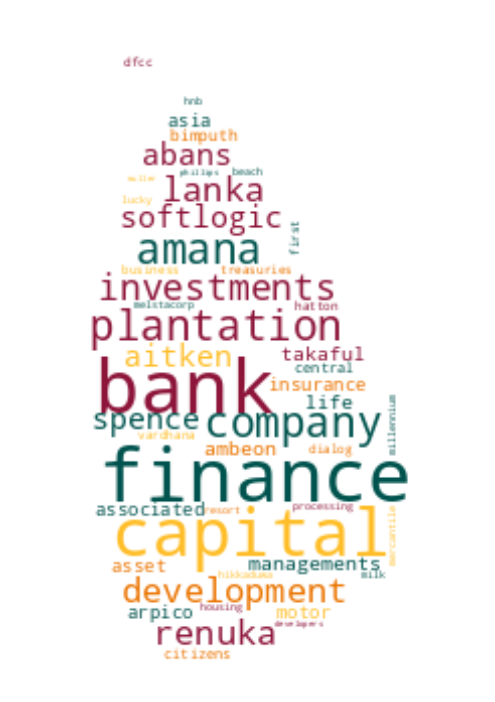 dfcc
hnb
asia
bimputh
abans
phillips beach
muller lanka
lucky
softlogic
first
amana
business treasuries
investments
melstacorp hatton
plantation
aitken takaful
central
bank insurance
life
spence company millennium
vardhana
ambeon dialog
finance
associated resort processing
capital mercantile
asset managements
hikkaduwa milk
development
arpico housing motor
developers
renuka
citizens